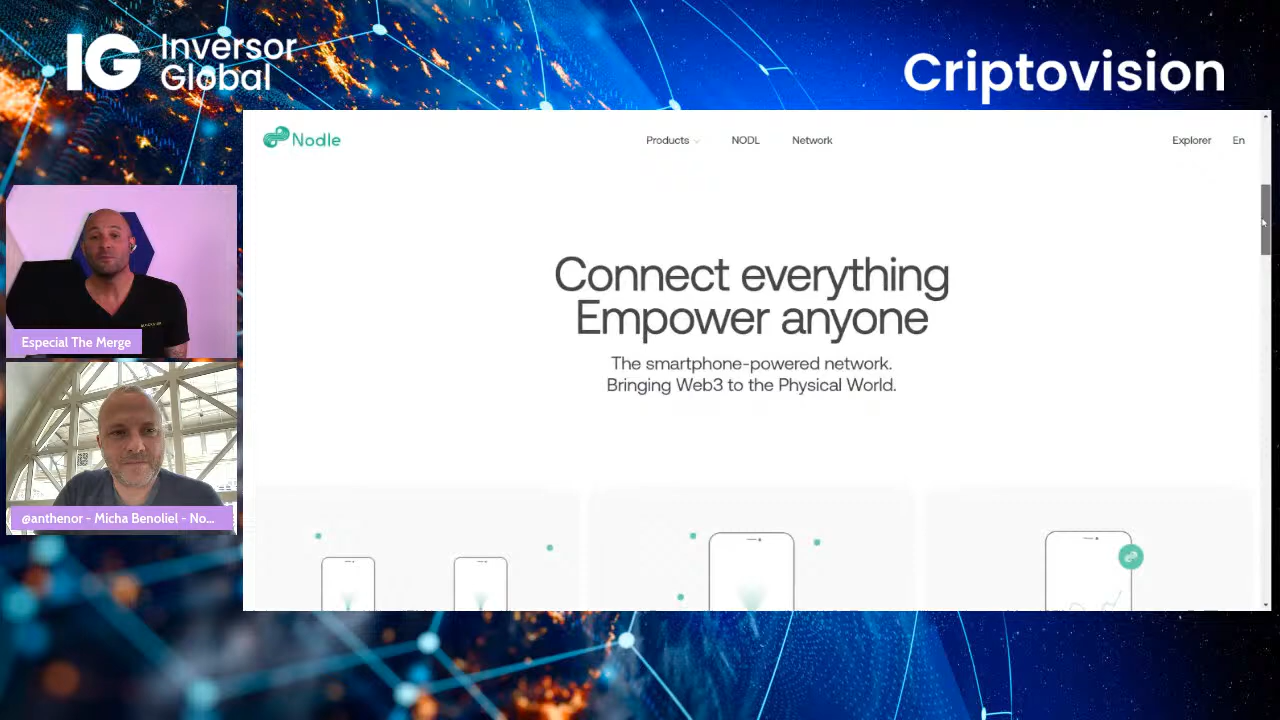 IG Inversor
Global
Criptovision
Nodle
Products
NODL
Network
Explorer
En
Connect everything
Empower anyone
The smartphone-powered network.
Bringing Web3 to the Physical World.
Especial The Merge
@anthenor - Micha Benoliel - No...